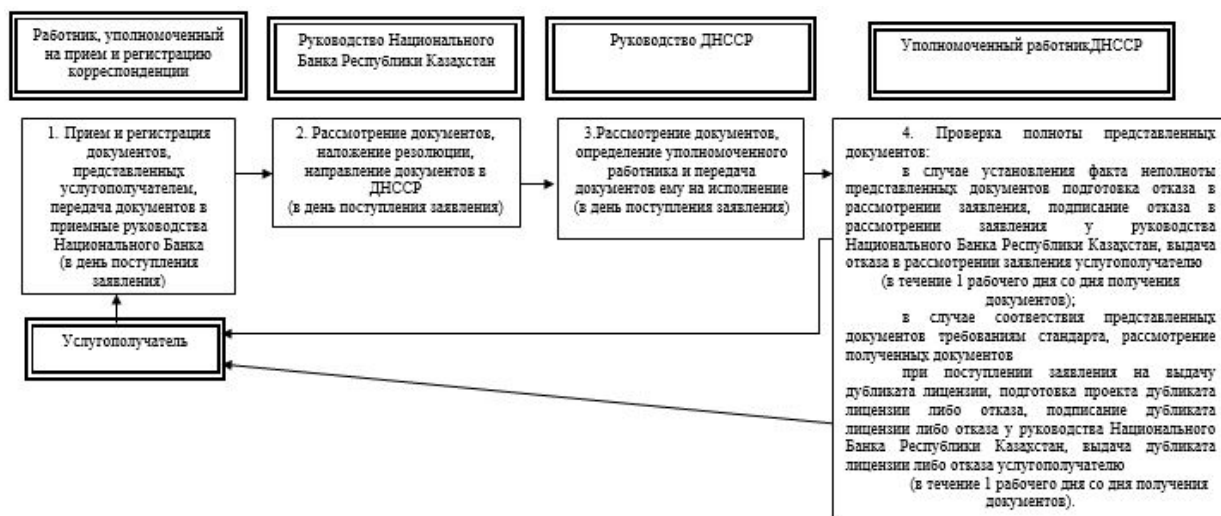 Работник, уполномоченный
на прием и регистрацию
корреспонденции
Руководство Национального
Банка Республики Казахстан
Руководство ДНССР
Уполномоченный работникДНССР
1. Прием и регистрация
документов,
представленных
услугополучателем,
передача документов в
приемные руководства
Национального Банка
(в день поступления
заявления)
2. Рассмотрение документов,
наложение резолюции,
направление документов в
ДНССР
(в день поступления заявления)
3.Рассмотрение документов,
определение уполномоченного
работника и передача
документов ему на исполнение
(в день поступления заявления)
4. Проверка полноты представленных
документов:
в случае установления факта неполноты
представленных документов подготовка отказа в
рассмотрении заявления, подписание отказа в
рассмотрении заявления у руководства
Национального Банка Республики Казахстан, выдача
отказа в рассмотрении заявления услугополучателю
(в течение 1 рабочего дня со дня получения
документов);
в случае соответствия представленных
документов требованиям стандарта, рассмотрение
полученных документов
при поступлении заявления на выдачу
дубликата лицензии, подготовка проекта дубликата
лицензии либо отказа, подписание дубликата
лицензии либо отказа у руководства Национального
Банка Республики Казахстан, выдача дубликата
лицензии либо отказа услугополучателю
(в течение 1 рабочего дня со дня получения
документов).
Услугополучатель